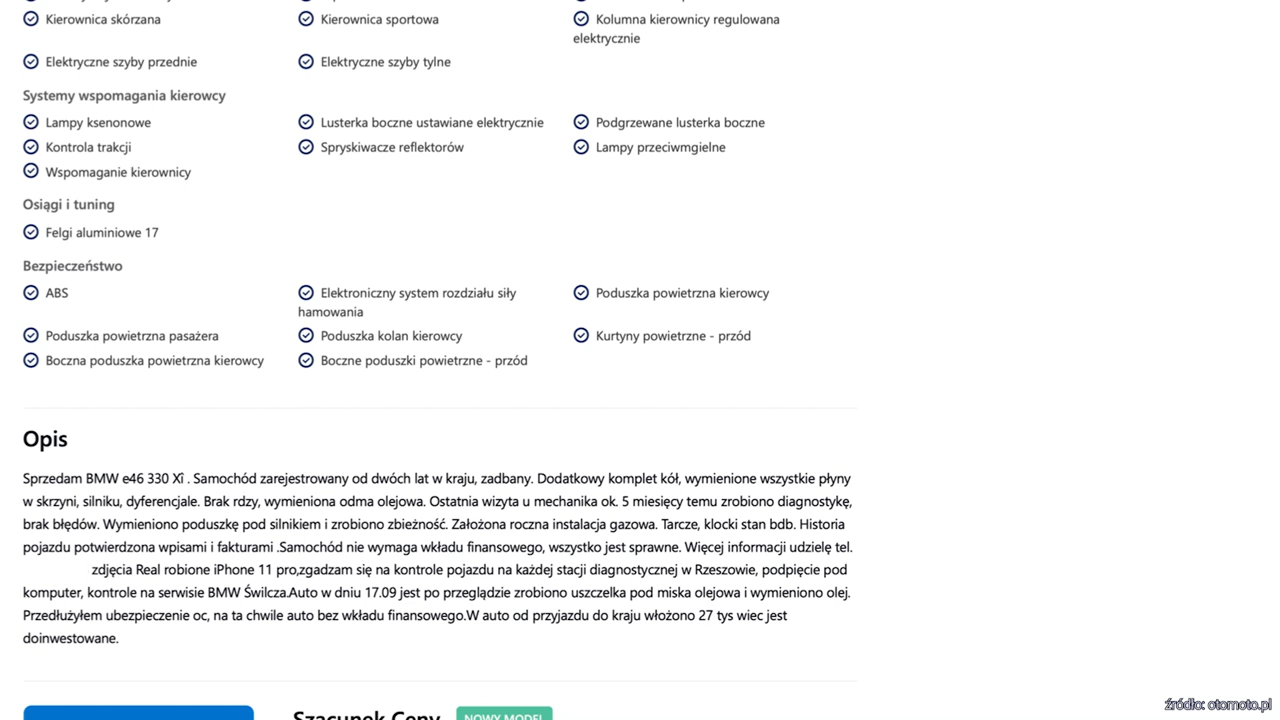 Kierownica skórzana
Kierownica sportowa
Kolumna kierownicy regulowana
elektrycznie
Elektryczne szyby przednie
Elektryczne szyby tylne
Systemy wspomagania kierowcy
Lampy ksenonowe
Lusterka boczne ustawiane elektrycznie
Podgrzewane lusterka boczne
Kontrola trakcji
Spryskiwacze reflektorów
Lampy przeciwmgielne
Wspomaganie kierownicy
Osiągi i tuning
Felgi aluminiowe 17
Bezpieczeństwo
ABS
Elektroniczny system rozdziału siły
hamowania
Poduszka powietrzna kierowcy
Poduszka powietrzna pasażera
Poduszka kolan kierowcy
Kurtyny powietrzne - przód
Boczna poduszka powietrzna kierowcy
Boczne poduszki powietrzne - przód
Opis
Sprzedam BMW e46 330 Xî . Samochód zarejestrowany od dwóch lat w kraju, zadbany. Dodatkowy komplet kół, wymienione wszystkie płyny
w skrzyni, silniku, dyferencjale. Brak rdzy, wymieniona odma olejowa. Ostatnia wizyta u mechanika ok. 5 miesięcy temu zrobiono diagnostykę,
brak błędów. Wymieniono poduszkę pod silnikiem i zrobiono zbieżność. Założona roczna instalacja gazowa. Tarcze, klocki stan bdb. Historia
pojazdu potwierdzona wpisami i fakturami .Samochód nie wymaga wkładu finansowego, wszystko jest sprawne. Więcej informacji udzielę tel.
zdjęcia Real robione iPhone 11 pro,zgadzam się na kontrole pojazdu na każdej stacji diagnostycznej w Rzeszowie, podpięcie pod
komputer, kontrole na serwisie BMW Świlcza.Auto w dniu 17.09 jest po przeglądzie zrobiono uszczelka pod miska olejowa i wymieniono olej.
Przedłużyłem ubezpieczenie oc, na ta chwile auto bez wkładu finansowego.W auto od przyjazdu do kraju włożono 27 tys wiec jest
doinwestowane.
Szacunek Ceny
NOWY MODEL
źródło: otomoto.pl